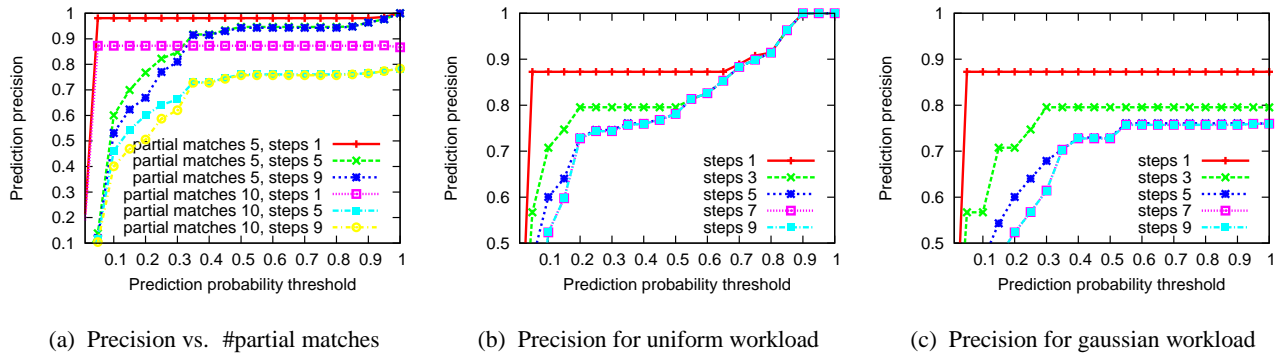 Prediction precision
1
0.9
0.8
0.7
0.6
0.5
0.4
0.3
0.2
0.1
partial matches 5, steps 1
partial matches 5, steps 5
partial matches 5, steps 9
partial matches 10, steps 1
partial matches 10, steps 5
partial matches 10, steps 9
0.1 0.2 0.3 0.4 0.5 0.6 0.7 0.8 0.9 1
Prediction probability threshold
(a) Precision vs. #partial matches
Prediction precision
1
0.9
0.8
0.7
0.6
0.5
steps 1
steps 3
steps 5
steps 7
steps 9
0.1 0.2 0.3 0.4 0.5 0.6 0.7 0.8 0.9 1
Prediction probability threshold
(b) Precision for uniform workload
Prediction precision
1
0.9
0.8
0.7
0.6
0.5
steps 1
steps 3
steps 5
steps 7
steps 9
0.1 0.2 0.3 0.4 0.5 0.6 0.7 0.8 0.9 1
Prediction probability threshold
(c) Precision for gaussian workload